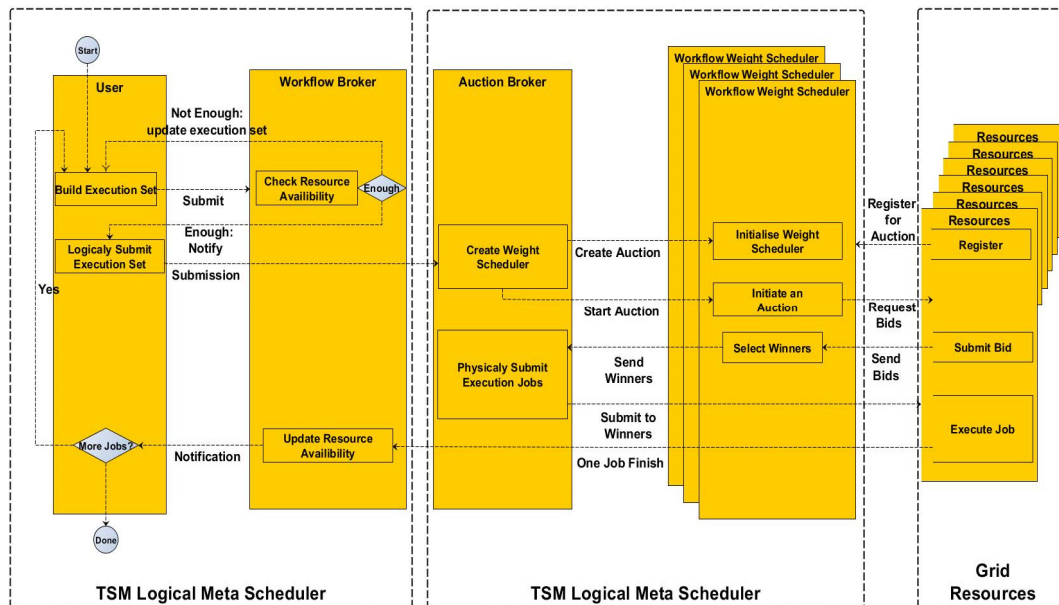 Start
User
Workflow Broker
Not Enough:
update execution set
Build Execution Set
Submit
Check Resource
Availibility
Enough
Enough:
Notify
Logicaly Submit
Execution Set
Submission
Yes
More Jobs?
Notification
Update Resource
Availibility
Done
TSM Logical Meta Scheduler
Auction Broker
Workflow Weight Scheduler
Workflow Weight Scheduler
Workflow Weight Scheduler
Create Weight
Scheduler
Create Auction
Initialise Weight
Scheduler
Start Auction
Initiate an
Auction
Physicaly Submit
Execution Jobs
Send
Winners
Select Winners
Submit to
Winners
One Job Finish
TSM Logical Meta Scheduler
Resources
Resources
Resources
Resources
Resources
Resources
Register
for
Auction
Register
Request
Bids
Submit Bid
Send
Bids
Execute Job
Grid
Resources